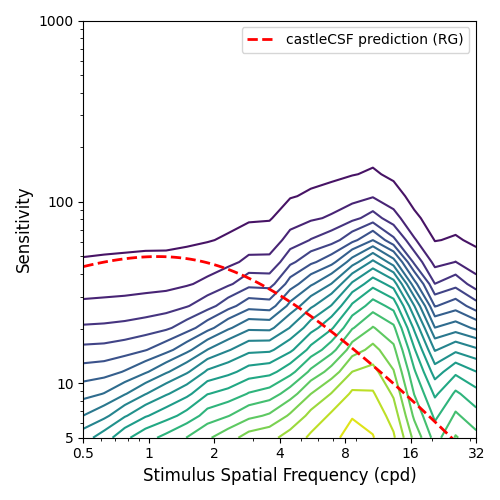 1000
castleCSF prediction (RG)
100
Sensitivity
10
5
0.5 1 2 4 8 16 32
Stimulus Spatial Frequency (cpd)